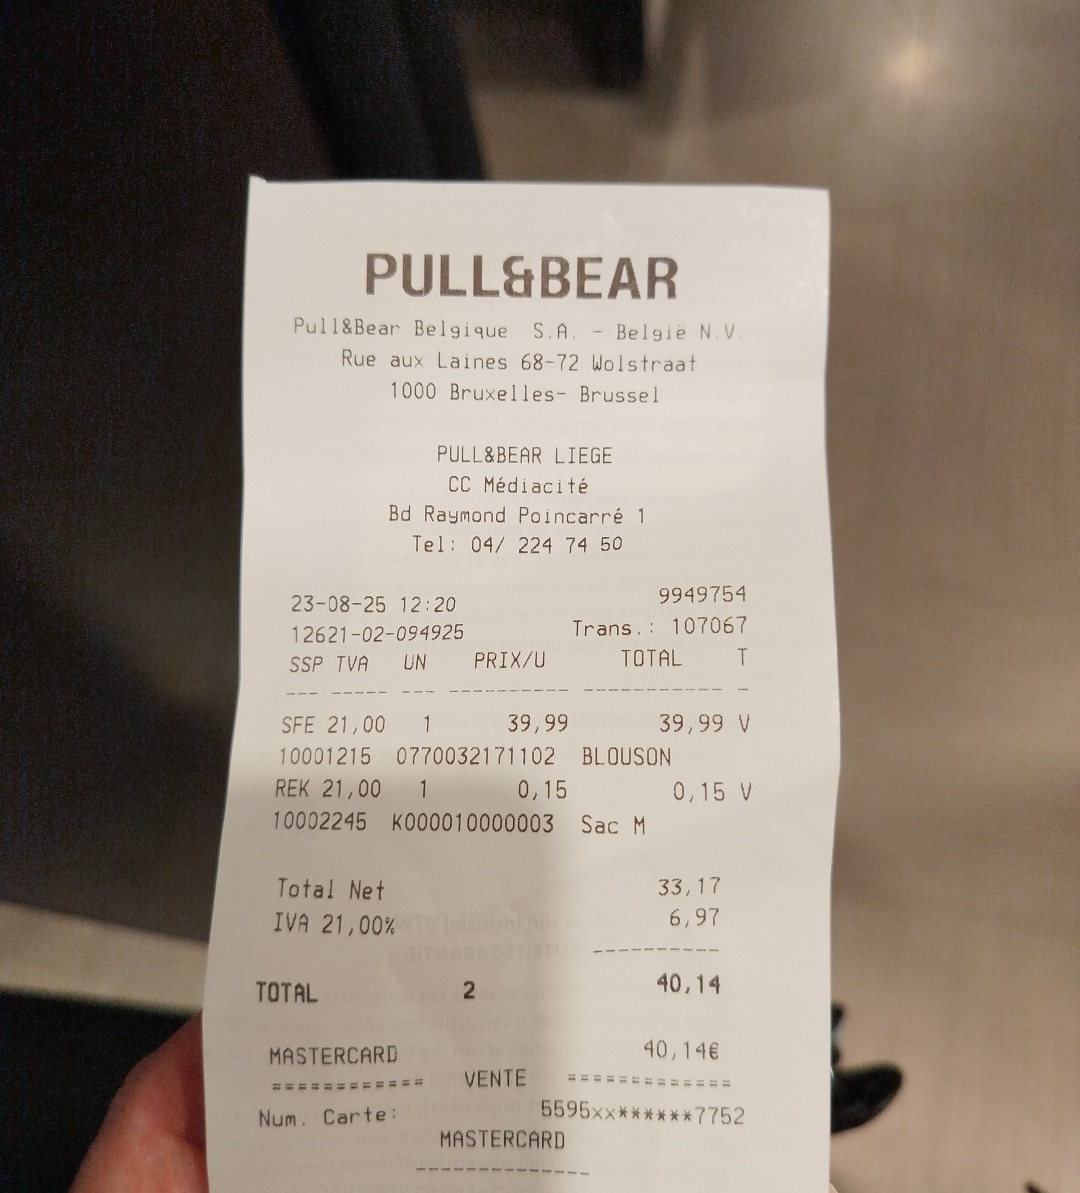 PULL&BEAR
Pull&Bear Belgique S.A. - België N.V.
Rue aux Laines 68-72 Wolstraat
1000 Bruxelles- Brussel
PULL&BEAR LIEGE
CC Médiacité
Bd Raymond Poincarré 1
Tel: 04/ 224 74 50
23-08-25 12:20 9949754
12621-02-094925 Trans.: 107067
SSP TVA UN PRIX/U TOTAL T
--- ----- --- ---------- ------------ -
SFE 21,00 1 39,99 39,99 V
10001215 0770032171102 BLOUSON
REK 21,00 1 0,15 0,15 V
10002245 K000010000003 Sac M
Total Net 33,17
IVA 21,00% 6,97
----------
TOTAL 2 40,14
MASTERCARD 40,14€
============ VENTE =============
Num. Carte: 5595xx******7752
MASTERCARD
--------------